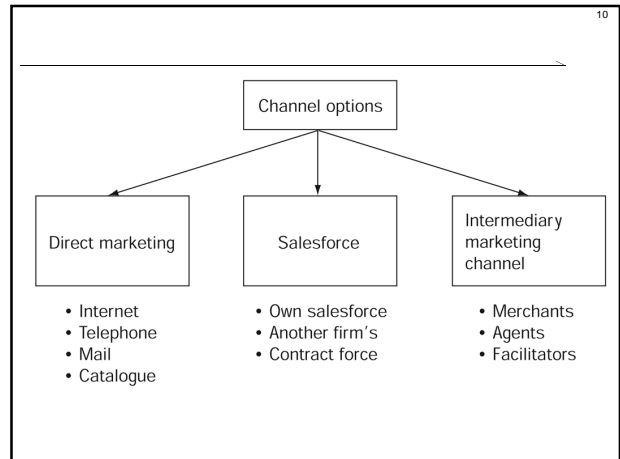 10
Channel options
Direct marketing
Salesforce
Intermediary
marketing
channel
• Internet
• Telephone
• Mail
• Catalogue
• Own salesforce
• Another firm's
• Contract force
• Merchants
• Agents
• Facilitators